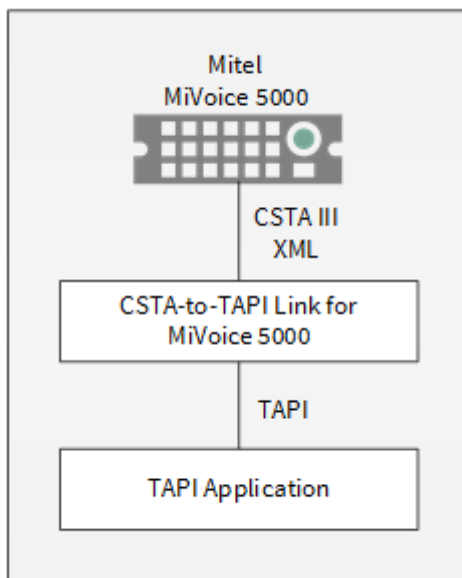 Mitel
MiVoice 5000
CSTA III
XML
CSTA-to-TAPI Link for
MiVoice 5000
TAPI
TAPI Application